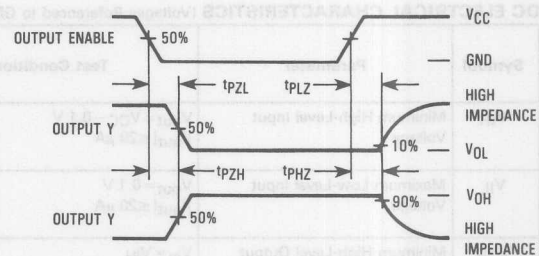 VCC
OUTPUT ENABLE
50%
GND
tPZL
tPLZ
HIGH
IMPEDANCE
OUTPUT Y
50%
10%
VOL
tPZH
tPHZ
VOH
90%
OUTPUT Y
50%
HIGH
IMPEDANCE